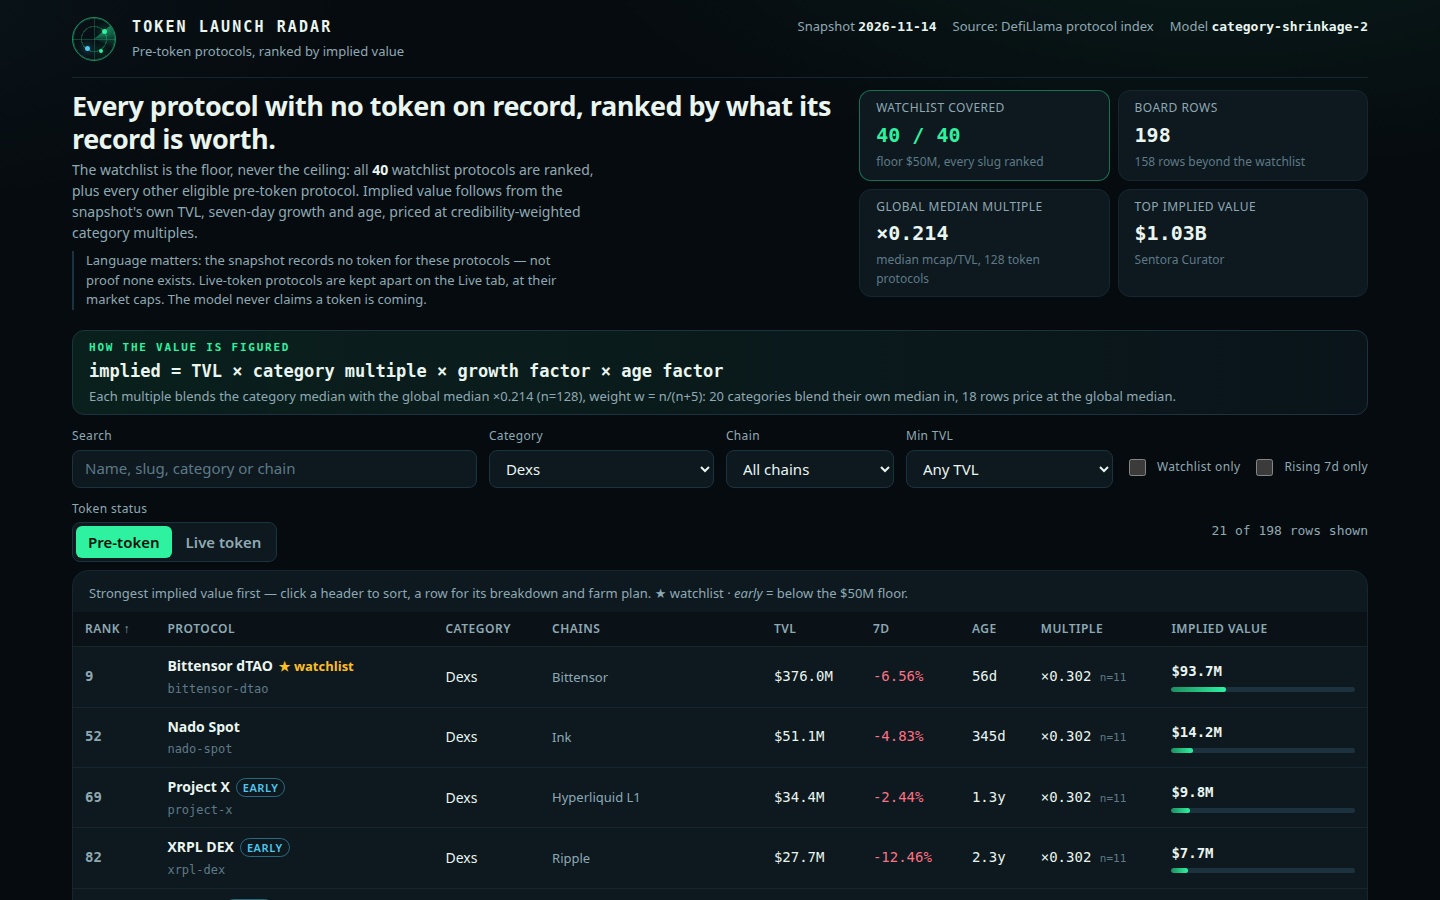 TOKEN LAUNCH RADAR
Pre-token protocols, ranked by implied value
Snapshot 2026-11-14 Source: DefiLlama protocol index Model category-shrinkage-2
Every protocol with no token on record, ranked by what its
record is worth.
The watchlist is the floor, never the ceiling: all 40 watchlist protocols are ranked,
plus every other eligible pre-token protocol. Implied value follows from the
snapshot's own TVL, seven-day growth and age, priced at credibility-weighted
category multiples.
Language matters: the snapshot records no token for these protocols — not
proof none exists. Live-token protocols are kept apart on the Live tab, at their
market caps. The model never claims a token is coming.
WATCHLIST COVERED
40 / 40
floor $50M, every slug ranked
BOARD ROWS
198
158 rows beyond the watchlist
GLOBAL MEDIAN MULTIPLE
×0.214
median mcap/TVL, 128 token
protocols
TOP IMPLIED VALUE
$1.03B
Sentora Curator
HOW THE VALUE IS FIGURED
implied = TVL × category multiple × growth factor × age factor
Each multiple blends the category median with the global median ×0.214 (n=128), weight w = n/(n+5): 20 categories blend their own median in, 18 rows price at the global median.
Search Category Chain Min TVL
Name, slug, category or chain Dexs All chains Any TVL Watchlist only Rising 7d only
Token status
Pre-token Live token 21 of 198 rows shown
Strongest implied value first — click a header to sort, a row for its breakdown and farm plan. ★ watchlist · early = below the $50M floor.
RANK ↑ PROTOCOL CATEGORY CHAINS TVL 7D AGE MULTIPLE IMPLIED VALUE
9 Bittensor dTAO ★ watchlist Dexs Bittensor $376.0M -6.56% 56d ×0.302 n=11 $93.7M
bittensor-dtao
52 Nado Spot Dexs Ink $51.1M -4.83% 345d ×0.302 n=11 $14.2M
nado-spot
69 Project X EARLY Dexs Hyperliquid L1 $34.4M -2.44% 1.3y ×0.302 n=11 $9.8M
project-x
82 XRPL DEX EARLY Dexs Ripple $27.7M -12.46% 2.3y ×0.302 n=11 $7.7M
xrpl-dex